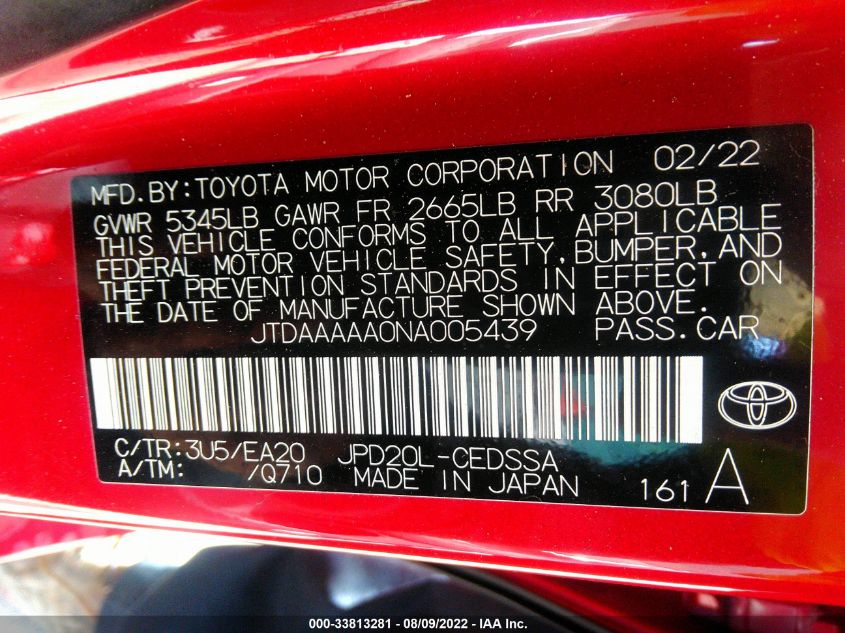 MFD.BY:TOYOTA MOTOR CORPORATION 02/22
GVWR 5345LB GAWR FR 2665LB RR 3080LB
THIS VEHICLE CONFORMS TO ALL APPLICABLE
FEDERAL MOTOR VEHICLE SAFETY, BUMPER, AND
THEFT PREVENTION STANDARDS IN EFFECT ON
THE DATE OF MANUFACTURE SHOWN ABOVE.
JTDAAAAA0NA005439 PASS.CAR
C/TR:3U5/EA20 JPD20L-CEDSSA
A/TM: /Q710 MADE IN JAPAN 161 A
000-33813281 - 08/09/2022 - IAA Inc.